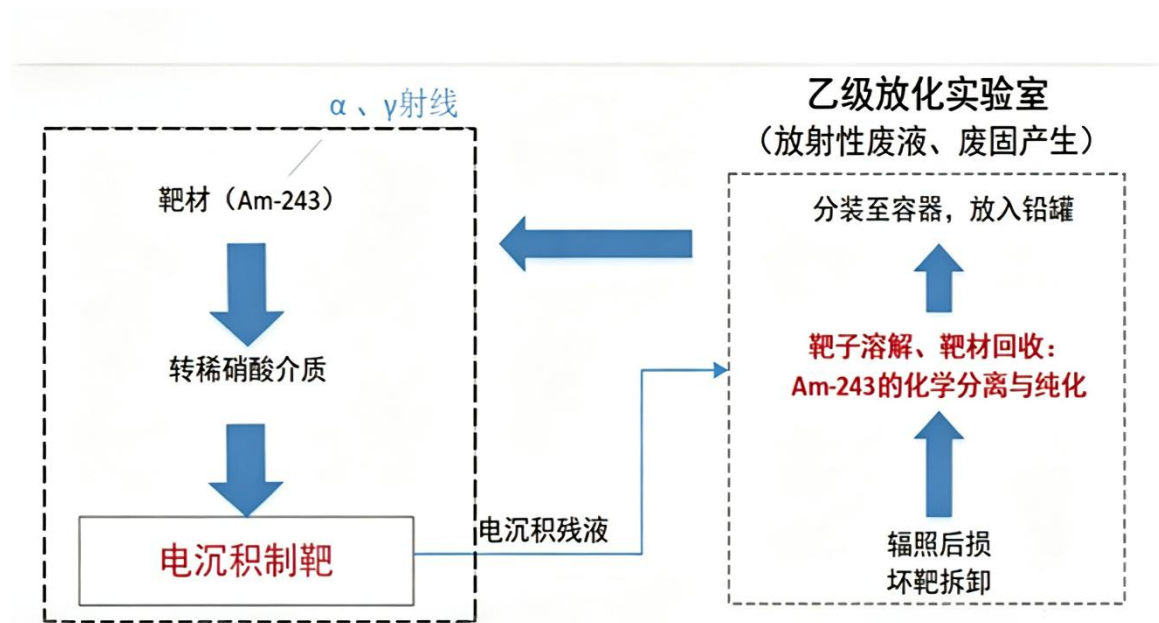 α 、γ射线
靶材（Am-243）
转稀硝酸介质
电沉积制靶
电沉积残液
乙级放化实验室
（放射性废液、废固产生）
分装至容器，放入铅罐
靶子溶解、靶材回收：
Am-243的化学分离与纯化
辐照后损
坏靶拆卸